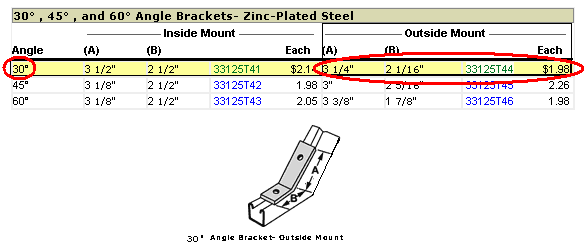 30° , 45° , and 60° Angle Brackets- Zinc-Plated Steel
Inside Mount Outside Mount
Angle (A) (B) Each (A) (B) Each
30° 3 1/2" 2 1/2" 33125T41 $2.14 3 1/4" 2 1/16" 33125T44 $1.98
45° 3 1/8" 2 1/2" 33125T42 1.98 3" 2 5/16" 33125T45 2.26
60° 3 1/8" 2 1/2" 33125T43 2.05 3 3/8" 1 7/8" 33125T46 1.98
A
B
30° Angle Bracket- Outside Mount